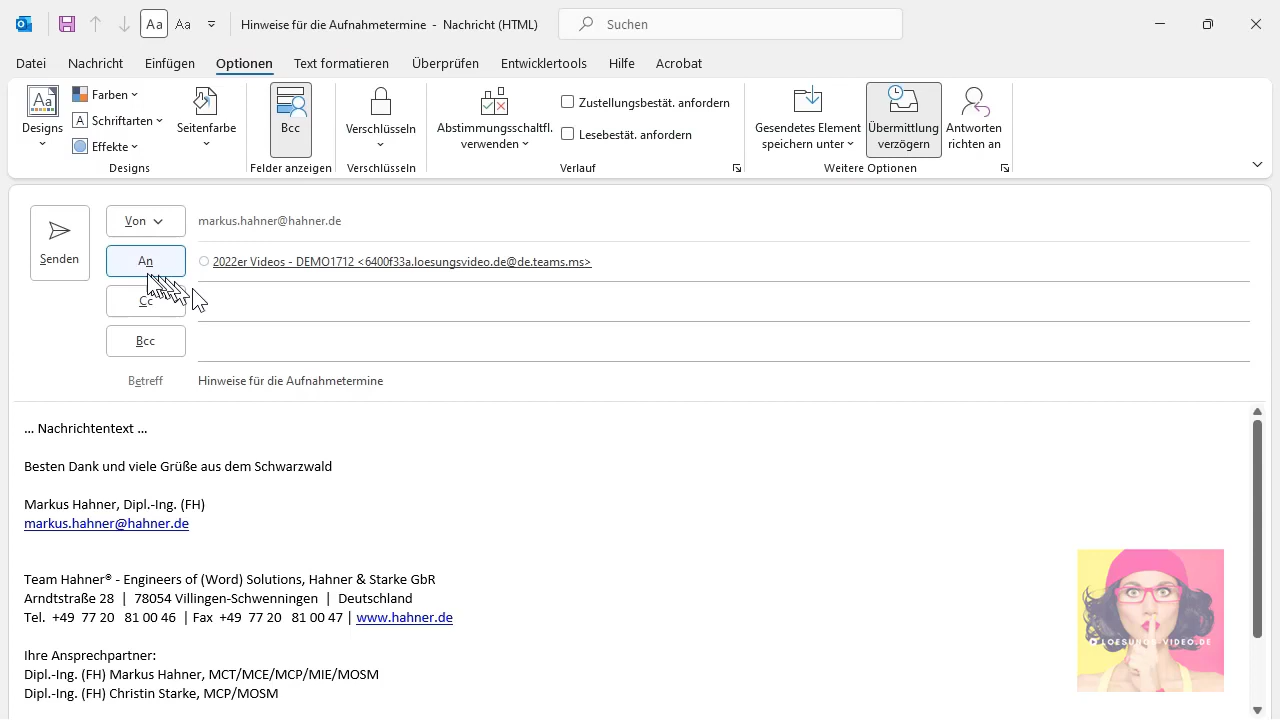 Aa Aa Hinweise für die Aufnahmetermine - Nachricht (HTML) Suchen
Datei Nachricht Einfügen Optionen Text formatieren Überprüfen Entwicklertools Hilfe Acrobat
Aa
Designs
Farben
Schriftarten
Effekte
Seitenfarbe
Designs
Bcc
Felder anzeigen
Verschlüsseln
Verschlüsseln
Abstimmungsschaltfl.
verwenden
Zustellungsbestät. anfordern
Lesebestät. anfordern
Verlauf
Gesendetes Element
speichern unter
Übermittlung
verzögern
Antworten
richten an
Weitere Optionen
Senden
Von markus.hahner@hahner.de
An 2022er Videos - DEMO1712 <6400f33a.loesungsvideo.de@de.teams.ms>
Cc
Bcc
Betreff Hinweise für die Aufnahmetermine
... Nachrichtentext ...
Besten Dank und viele Grüße aus dem Schwarzwald
Markus Hahner, Dipl.-Ing. (FH)
markus.hahner@hahner.de
Team Hahner® - Engineers of (Word) Solutions, Hahner & Starke GbR
Arndtstraße 28 | 78054 Villingen-Schwenningen | Deutschland
Tel. +49 77 20 81 00 46 | Fax +49 77 20 81 00 47 | www.hahner.de
Ihre Ansprechpartner:
Dipl.-Ing. (FH) Markus Hahner, MCT/MCE/MCP/MIE/MOSM
Dipl.-Ing. (FH) Christin Starke, MCP/MOSM
LOESUNGS-VIDEO.DE